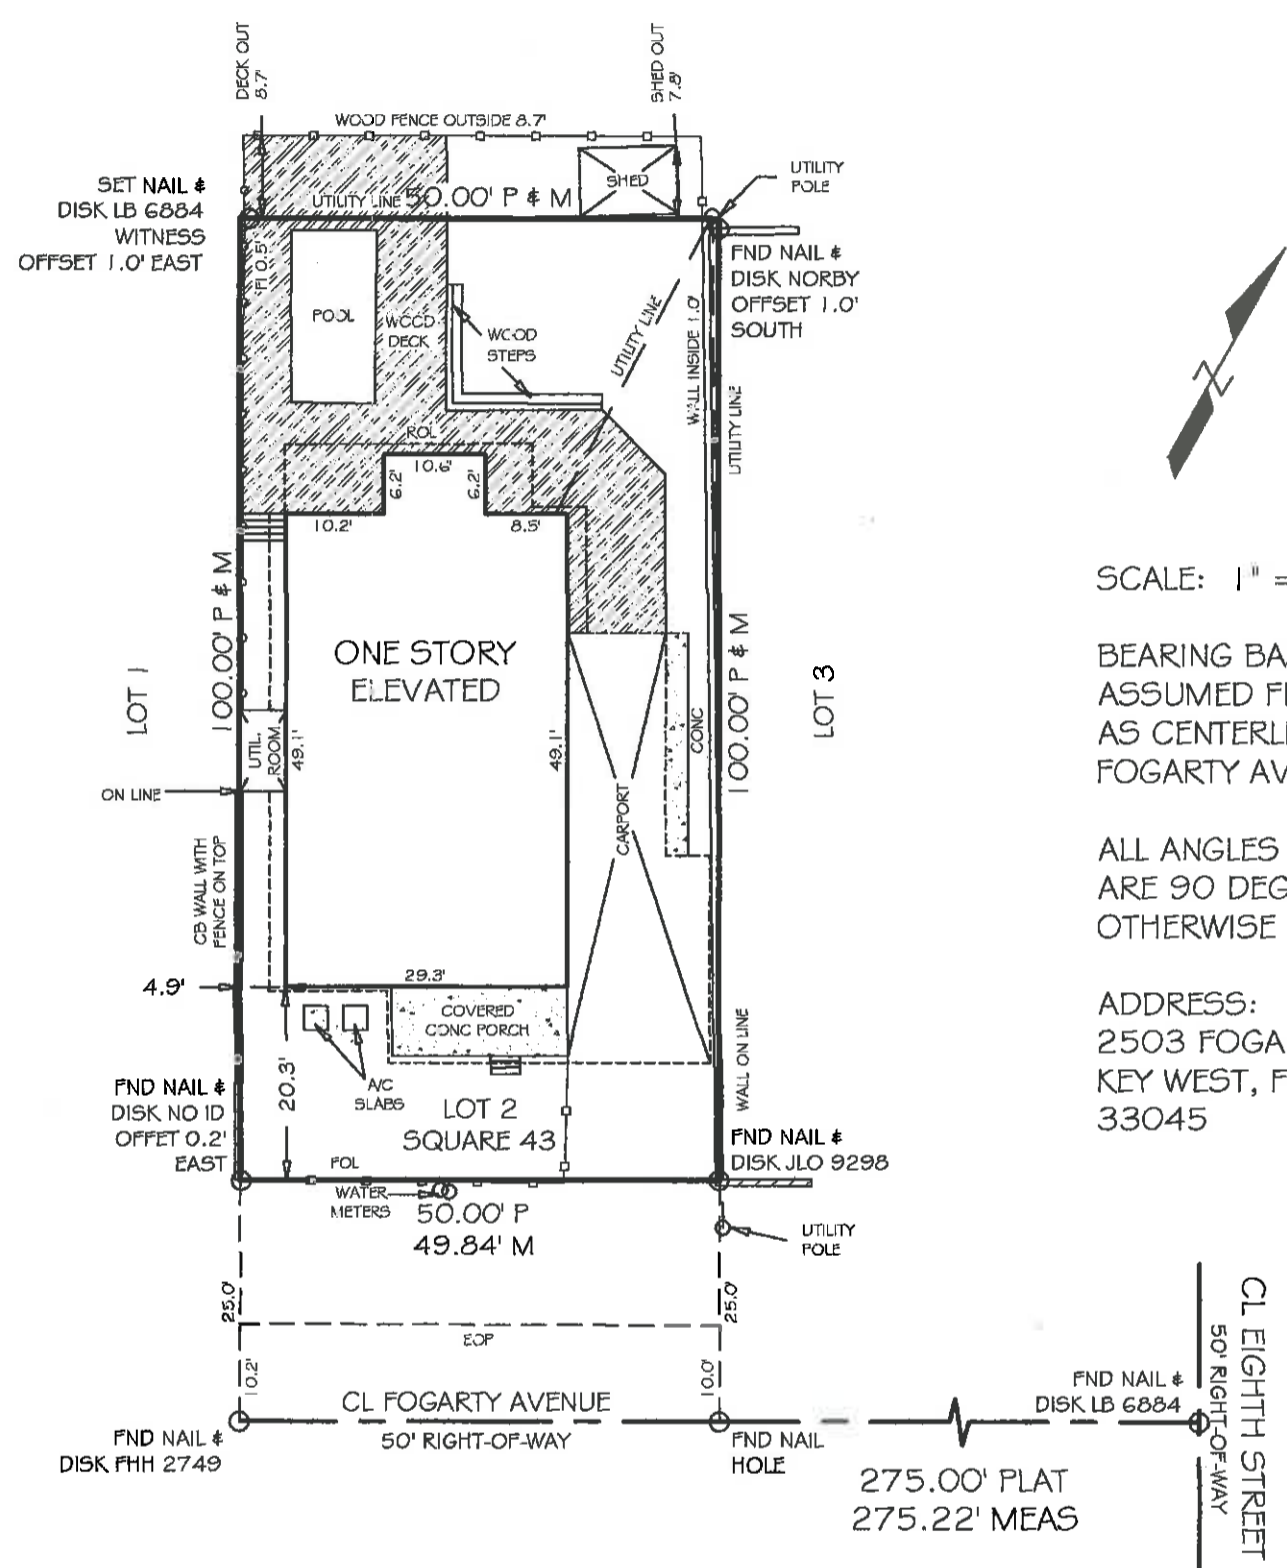 DECK OUT
8.7'
SHED OUT
7.8'
WOOD FENCE OUTSIDE 8.7'
UTILITY
POLE
SHED
SET NAIL &
DISK LB 6884
WITNESS
OFFSET 1.0' EAST
UTILITY LINE
50.00' P & M
FI 0.5'
FND NAIL &
DISK NORBY
OFFSET 1.0'
SOUTH
POOL
WOOD
DECK
WOOD
STEPS
UTILITY LINE
WALL INSIDE 1.0'
UTILITY LINE
N
ROL
10.6'
6.2'
6.2'
10.2'
8.5'
SCALE: 1" =
LOT 1
100.00' P & M
ONE STORY
ELEVATED
100.00' P & M
LOT 3
BEARING BA
ASSUMED F
AS CENTERL
FOGARTY AV
UTIL.
ROOM
49.1'
49.1'
CARPORT
CONC
ON LINE
CB WALL WITH
FENCE ON TOP
ALL ANGLES
ARE 90 DEG
OTHERWISE
4.9'
29.3'
COVERED
CONC PORCH
ADDRESS:
2503 FOGA
KEY WEST, F
33045
20.3'
A/C
SLABS
WALL ON LINE
FND NAIL &
DISK NO ID
OFFET 0.2'
EAST
LOT 2
SQUARE 43
FND NAIL &
DISK JLO 9298
FOL
WATER
METERS
50.00' P
49.84' M
UTILITY
POLE
25.0'
25.0'
EOP
10.2'
10.0'
CL FOGARTY AVENUE
50' RIGHT-OF-WAY
FND NAIL &
DISK FHH 2749
FND NAIL
HOLE
FND NAIL &
DISK LB 6884
275.00' PLAT
275.22' MEAS
CL EIGHTH STREET
50' RIGHT-OF-WAY